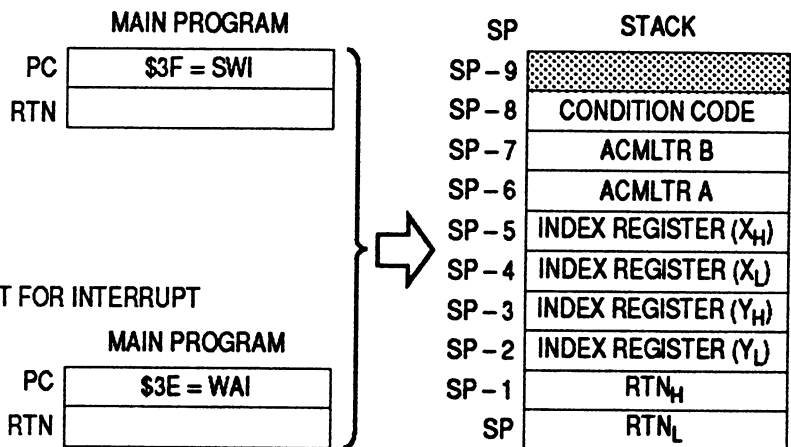 MAIN PROGRAM
PC $3F = SWI
RTN
T FOR INTERRUPT
MAIN PROGRAM
PC $3E = WAI
RTN
SP STACK
SP – 9
SP – 8 CONDITION CODE
SP – 7 ACMLTR B
SP – 6 ACMLTR A
SP – 5 INDEX REGISTER (XH)
SP – 4 INDEX REGISTER (XL)
SP – 3 INDEX REGISTER (YH)
SP – 2 INDEX REGISTER (YL)
SP – 1 RTNH
SP RTNL